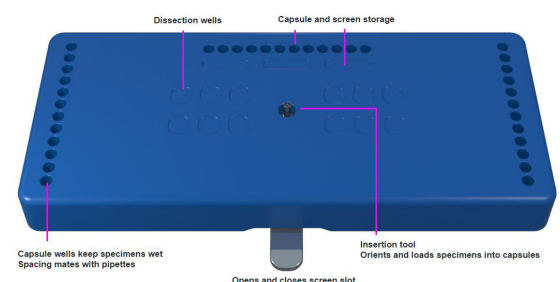 Dissection wells
Capsule and screen storage
Capsule wells keep specimens wet
Spacing mates with pipettes
Insertion tool
Orients and loads specimens into capsules
Opens and closes screen slot